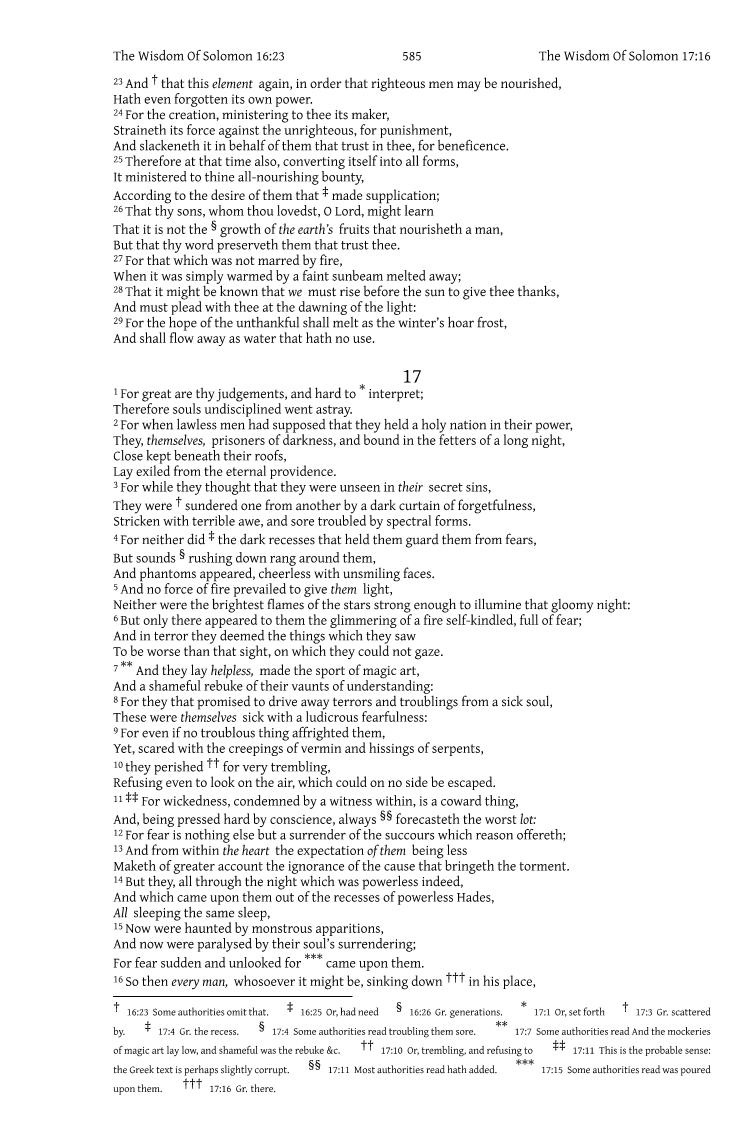 The Wisdom Of Solomon 16:23 585 The Wisdom Of Solomon 17:16
23 And † that this element again, in order that righteous men may be nourished,
Hath even forgotten its own power.
24 For the creation, ministering to thee its maker,
Straineth its force against the unrighteous, for punishment,
And slackeneth it in behalf of them that trust in thee, for beneficence.
25 Therefore at that time also, converting itself into all forms,
It ministered to thine all-nourishing bounty,
According to the desire of them that ‡ made supplication;
26 That thy sons, whom thou lovedst, O Lord, might learn
That it is not the § growth of the earth’s fruits that nourisheth a man,
But that thy word preserveth them that trust thee.
27 For that which was not marred by fire,
When it was simply warmed by a faint sunbeam melted away;
28 That it might be known that we must rise before the sun to give thee thanks,
And must plead with thee at the dawning of the light:
29 For the hope of the unthankful shall melt as the winter’s hoar frost,
And shall flow away as water that hath no use.
17
1 For great are thy judgements, and hard to * interpret;
Therefore souls undisciplined went astray.
2 For when lawless men had supposed that they held a holy nation in their power,
They, themselves, prisoners of darkness, and bound in the fetters of a long night,
Close kept beneath their roofs,
Lay exiled from the eternal providence.
3 For while they thought that they were unseen in their secret sins,
They were † sundered one from another by a dark curtain of forgetfulness,
Stricken with terrible awe, and sore troubled by spectral forms.
4 For neither did ‡ the dark recesses that held them guard them from fears,
But sounds § rushing down rang around them,
And phantoms appeared, cheerless with unsmiling faces.
5 And no force of fire prevailed to give them light,
Neither were the brightest flames of the stars strong enough to illumine that gloomy night:
6 But only there appeared to them the glimmering of a fire self-kindled, full of fear;
And in terror they deemed the things which they saw
To be worse than that sight, on which they could not gaze.
7 ** And they lay helpless, made the sport of magic art,
And a shameful rebuke of their vaunts of understanding:
8 For they that promised to drive away terrors and troublings from a sick soul,
These were themselves sick with a ludicrous fearfulness:
9 For even if no troublous thing affrighted them,
Yet, scared with the creepings of vermin and hissings of serpents,
10 they perished †† for very trembling,
Refusing even to look on the air, which could on no side be escaped.
11 ‡‡ For wickedness, condemned by a witness within, is a coward thing,
And, being pressed hard by conscience, always §§ forecasteth the worst lot:
12 For fear is nothing else but a surrender of the succours which reason offereth;
13 And from within the heart the expectation of them being less
Maketh of greater account the ignorance of the cause that bringeth the torment.
14 But they, all through the night which was powerless indeed,
And which came upon them out of the recesses of powerless Hades,
All sleeping the same sleep,
15 Now were haunted by monstrous apparitions,
And now were paralysed by their soul’s surrendering;
For fear sudden and unlooked for *** came upon them.
16 So then every man, whosoever it might be, sinking down ††† in his place,
† 16:23 Some authorities omit that. ‡ 16:25 Or, had need § 16:26 Gr. generations. * 17:1 Or, set forth † 17:3 Gr. scattered
by. ‡ 17:4 Gr. the recess. § 17:4 Some authorities read troubling them sore. ** 17:7 Some authorities read And the mockeries
of magic art lay low, and shameful was the rebuke &c. †† 17:10 Or, trembling, and refusing to ‡‡ 17:11 This is the probable sense:
the Greek text is perhaps slightly corrupt. §§ 17:11 Most authorities read hath added. *** 17:15 Some authorities read was poured
upon them. ††† 17:16 Gr. there.